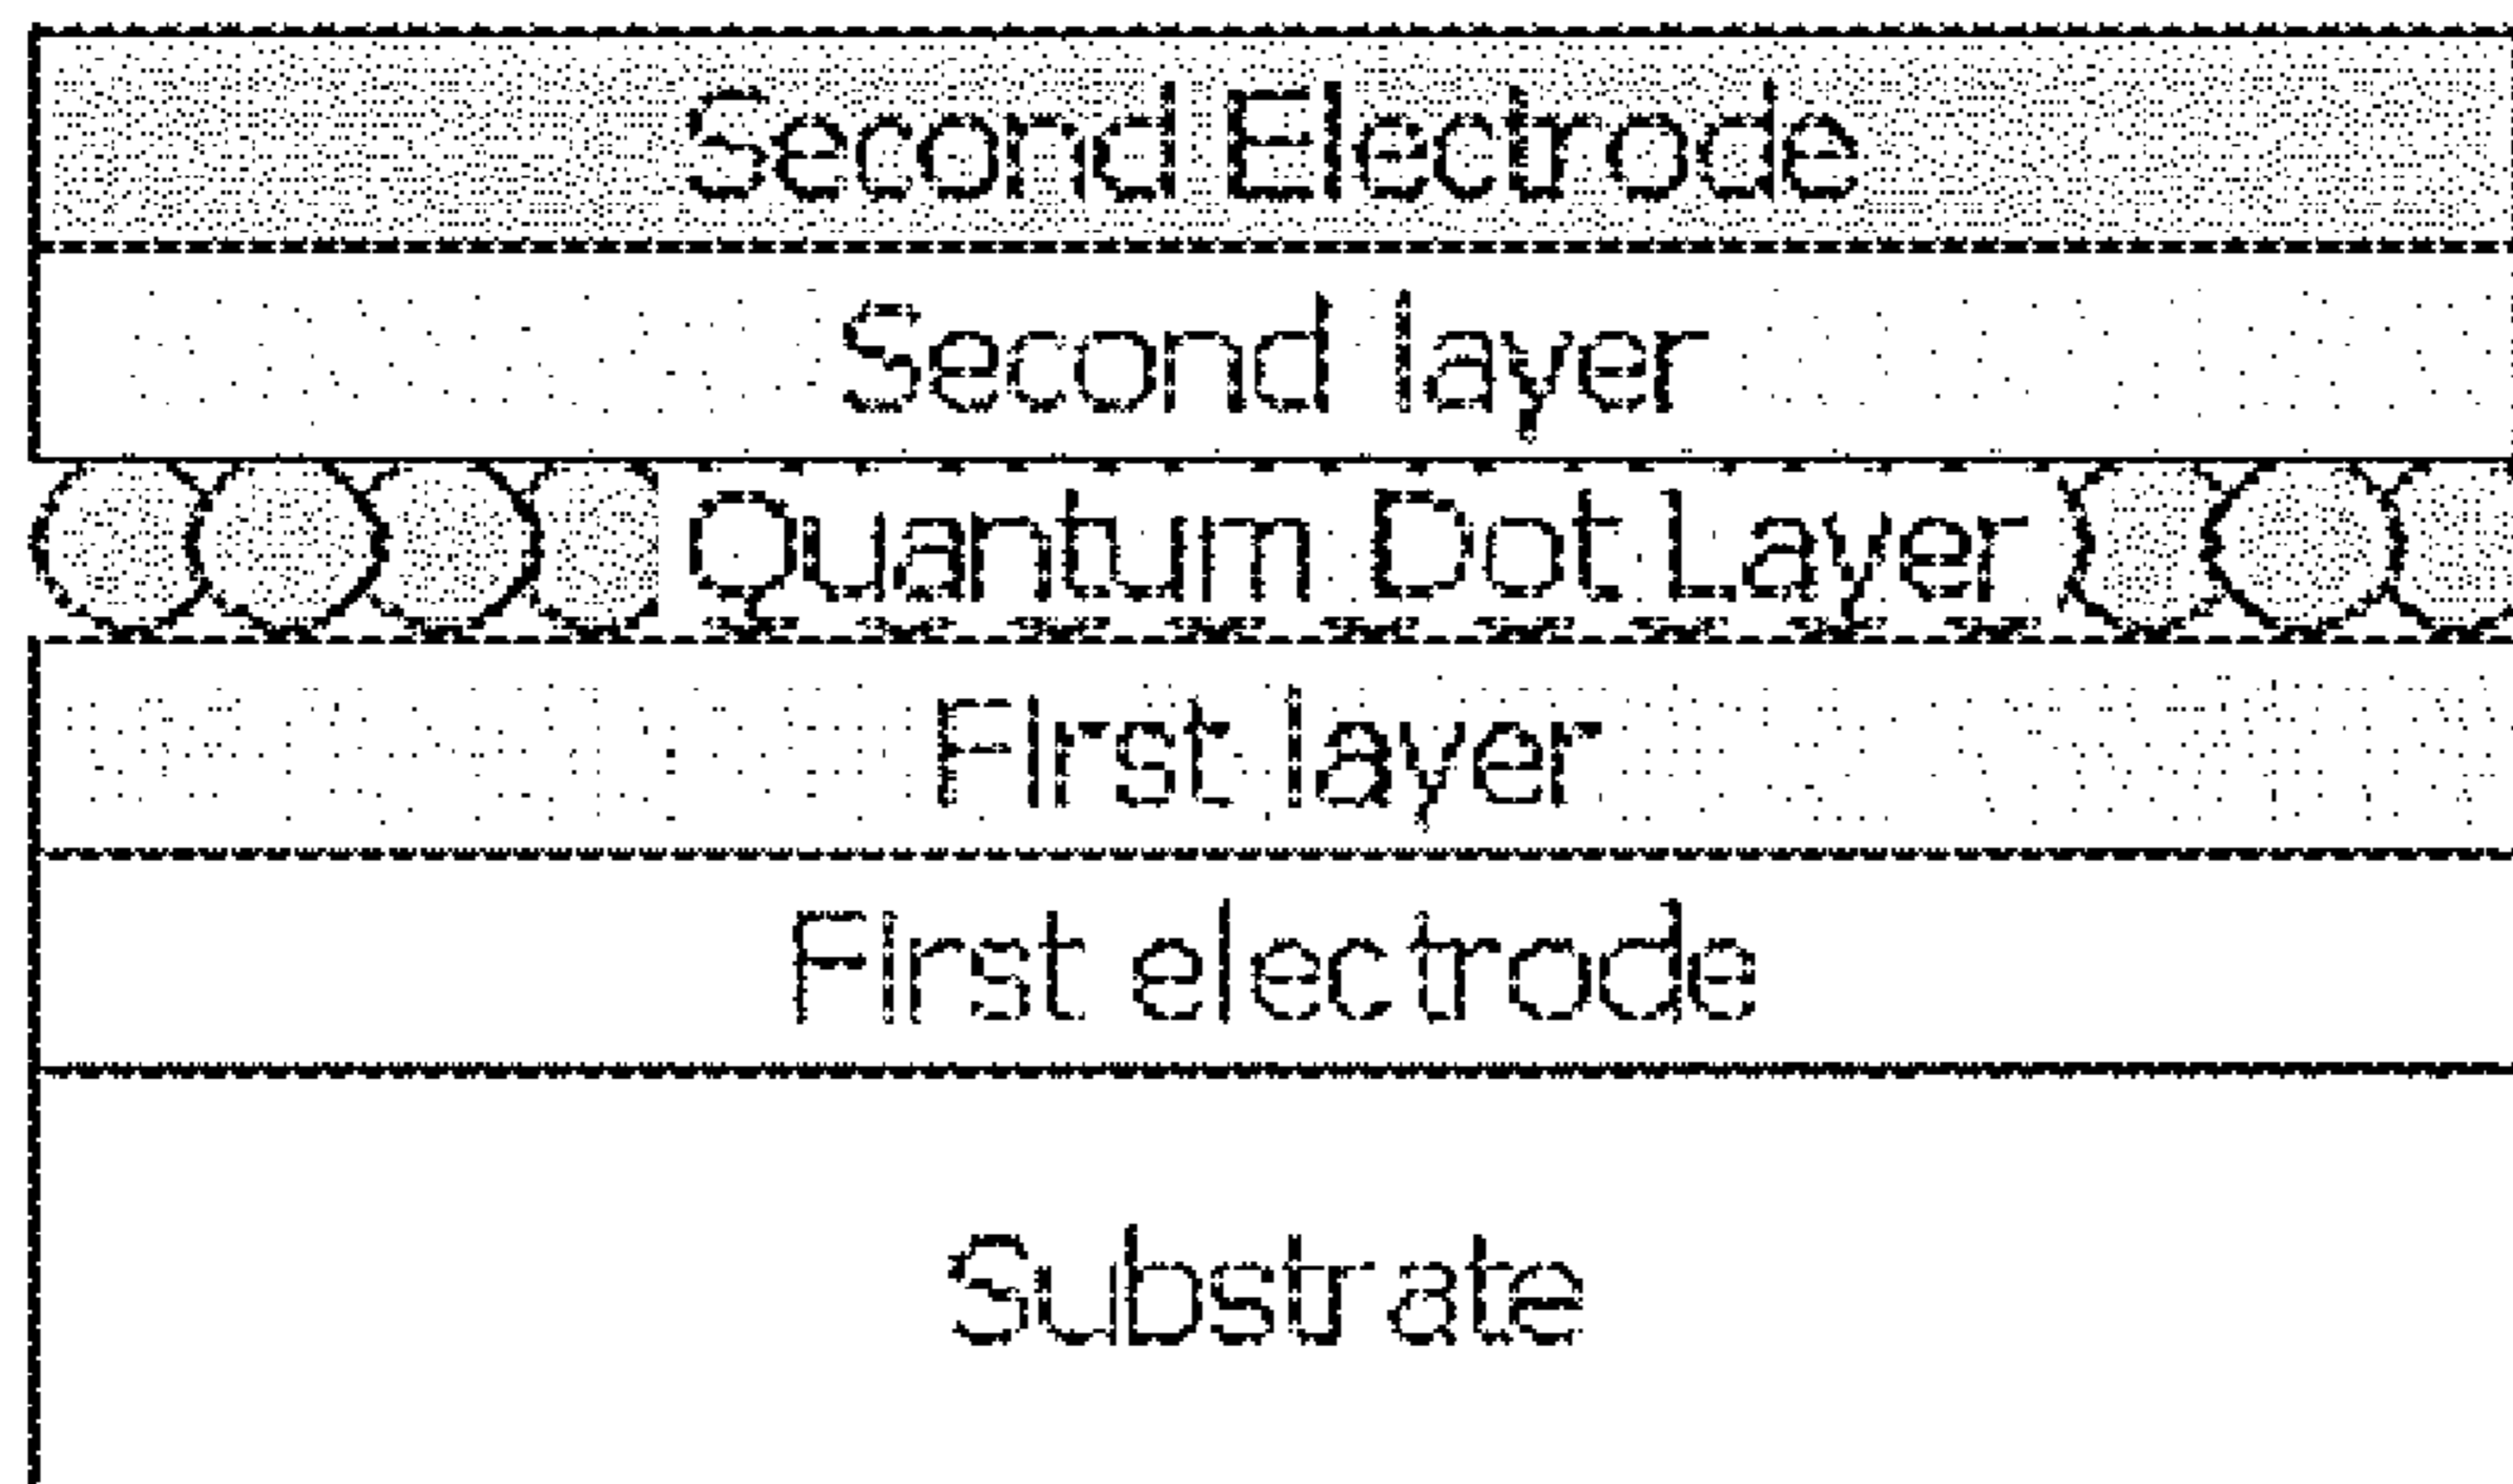 Second Electrode
Second layer
Quantum Dot Layer
First layer
First electrode
Substrate